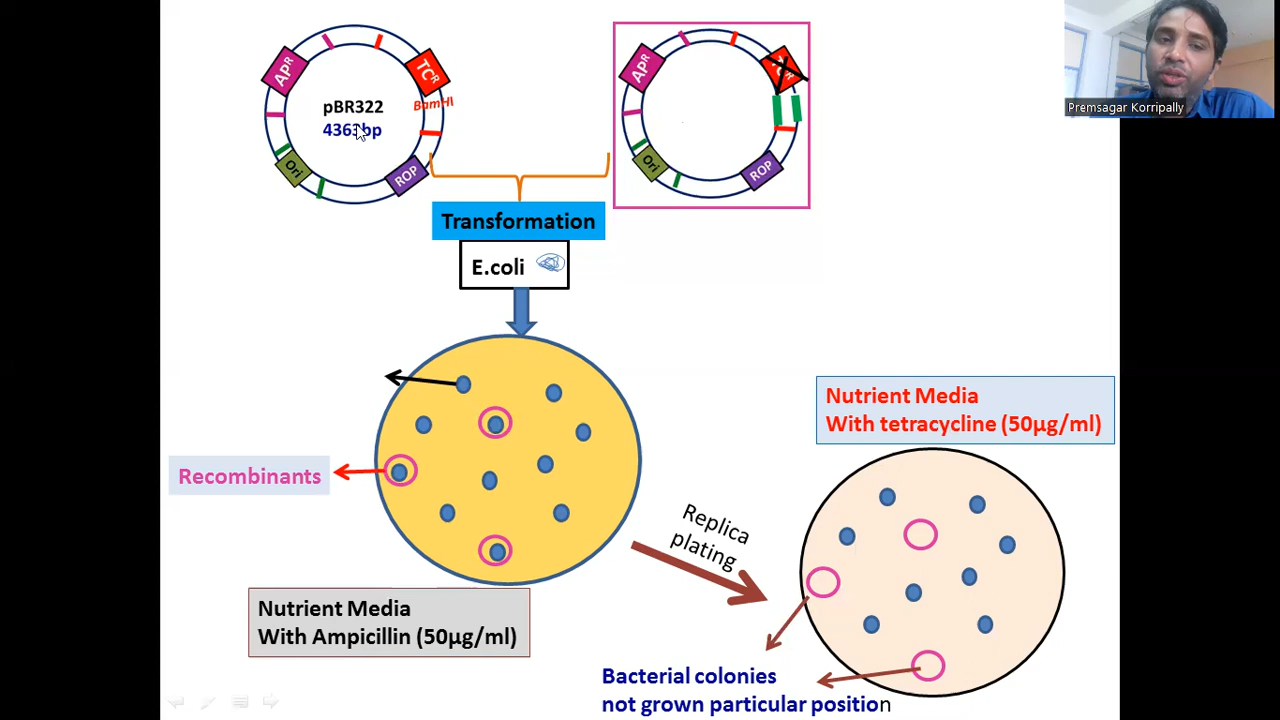 APR
TCR
BamHI
pBR322
4363bp
Ori
ROP
APR
Ori
ROP
Premsagar Korripally
Transformation
E.coli
Recombinants
Nutrient Media
With Ampicillin (50µg/ml)
Replica
plating
Nutrient Media
With tetracycline (50µg/ml)
Bacterial colonies
not grown particular position